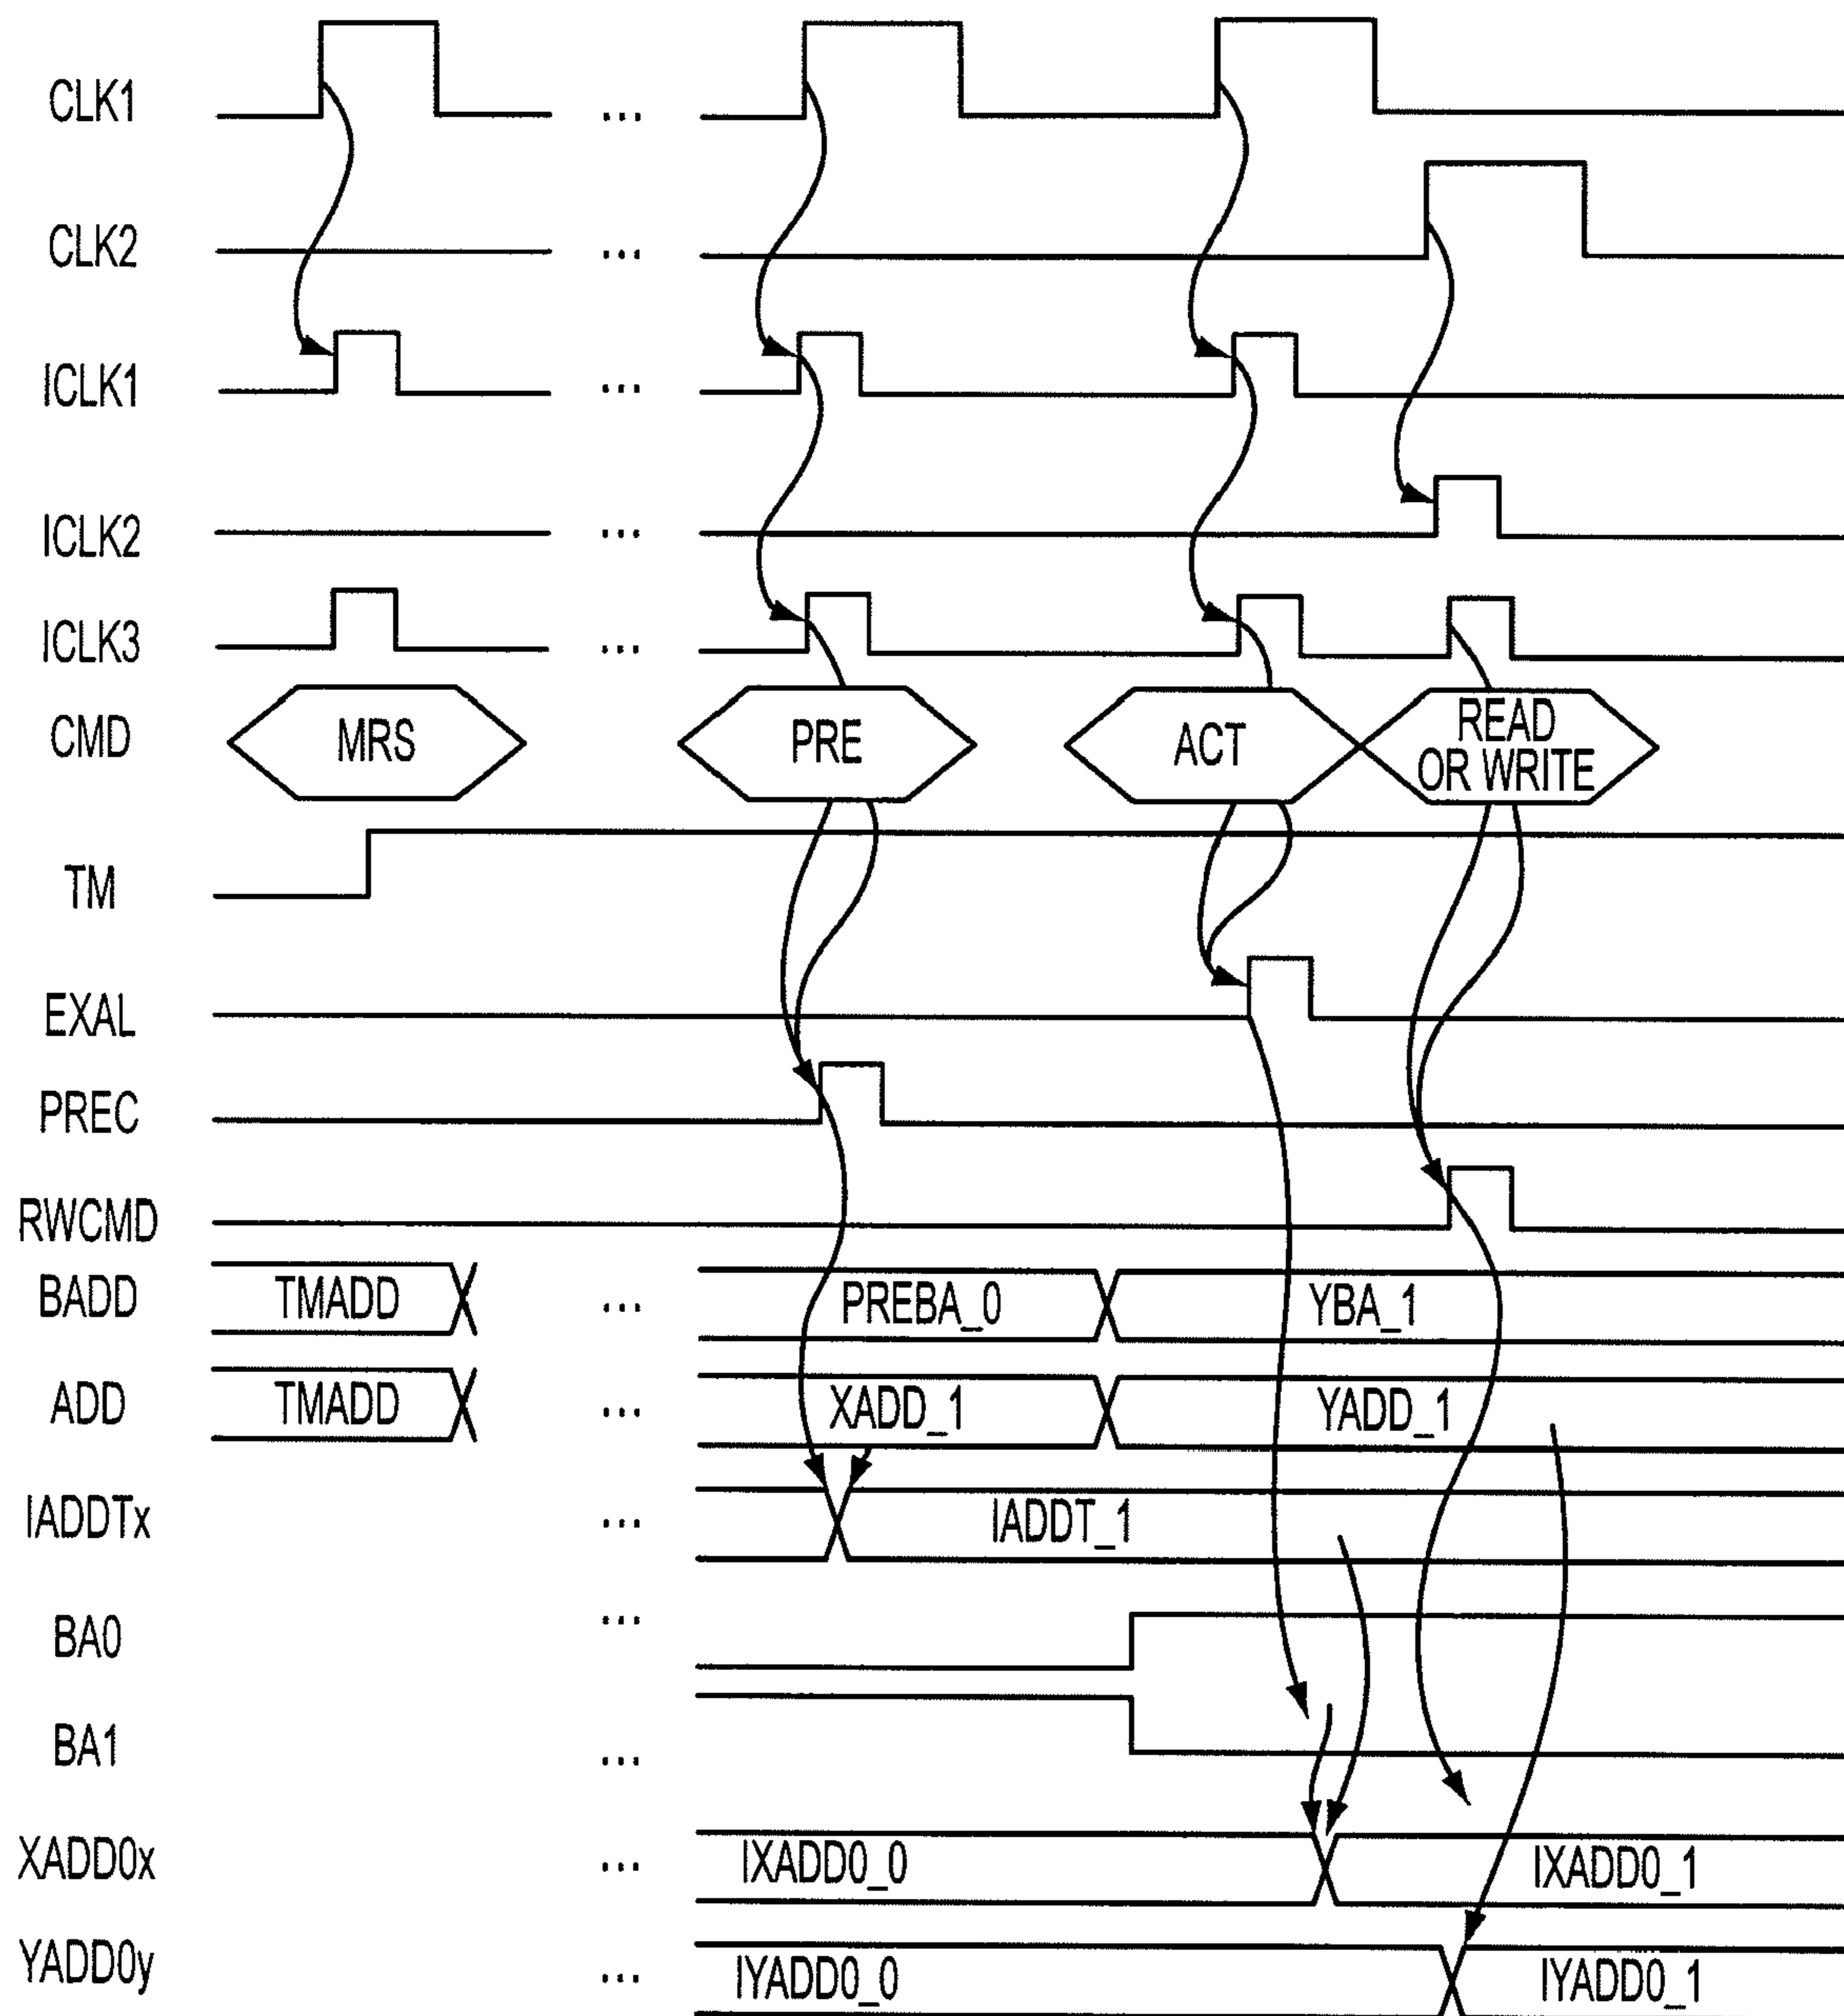 CLK1
...
CLK2
...
ICLK1
...
ICLK2
...
ICLK3
...
CMD MRS PRE ACT READ
OR WRITE
TM
EXAL
PREC
RWCMD
BADD TMADD ... PREBA_0 YBA_1
ADD TMADD ... XADD_1 YADD_1
IADDTx ... IADDT_1
BA0 ...
BA1 ...
XADD0x ... IXADD0_0 IXADD0_1
YADD0y ... IYADD0_0 IYADD0_1